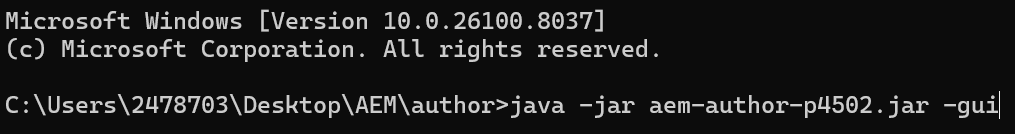 Microsoft Windows [Version 10.0.26100.8037]
(c) Microsoft Corporation. All rights reserved.
C:\Users\2478703\Desktop\AEM\author>java -jar aem-author-p4502.jar -gui